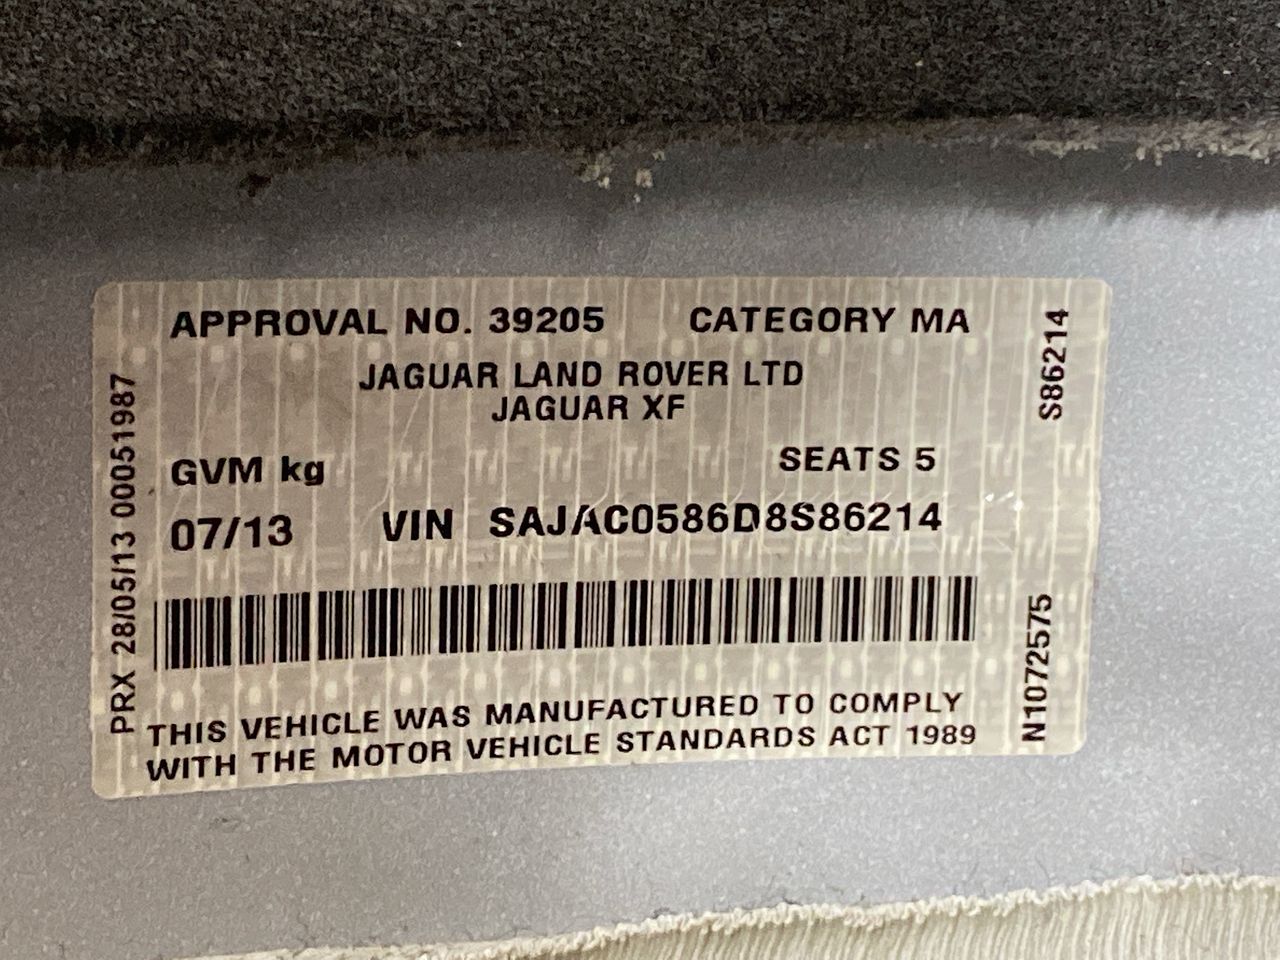 APPROVAL NO. 39205 CATEGORY MA
JAGUAR LAND ROVER LTD
JAGUAR XF
GVM kg SEATS 5
07/13 VIN SAJAC0586D8S86214
THIS VEHICLE WAS MANUFACTURED TO COMPLY
WITH THE MOTOR VEHICLE STANDARDS ACT 1989
PRX 28/05/13 00051987
S86214
N1072575